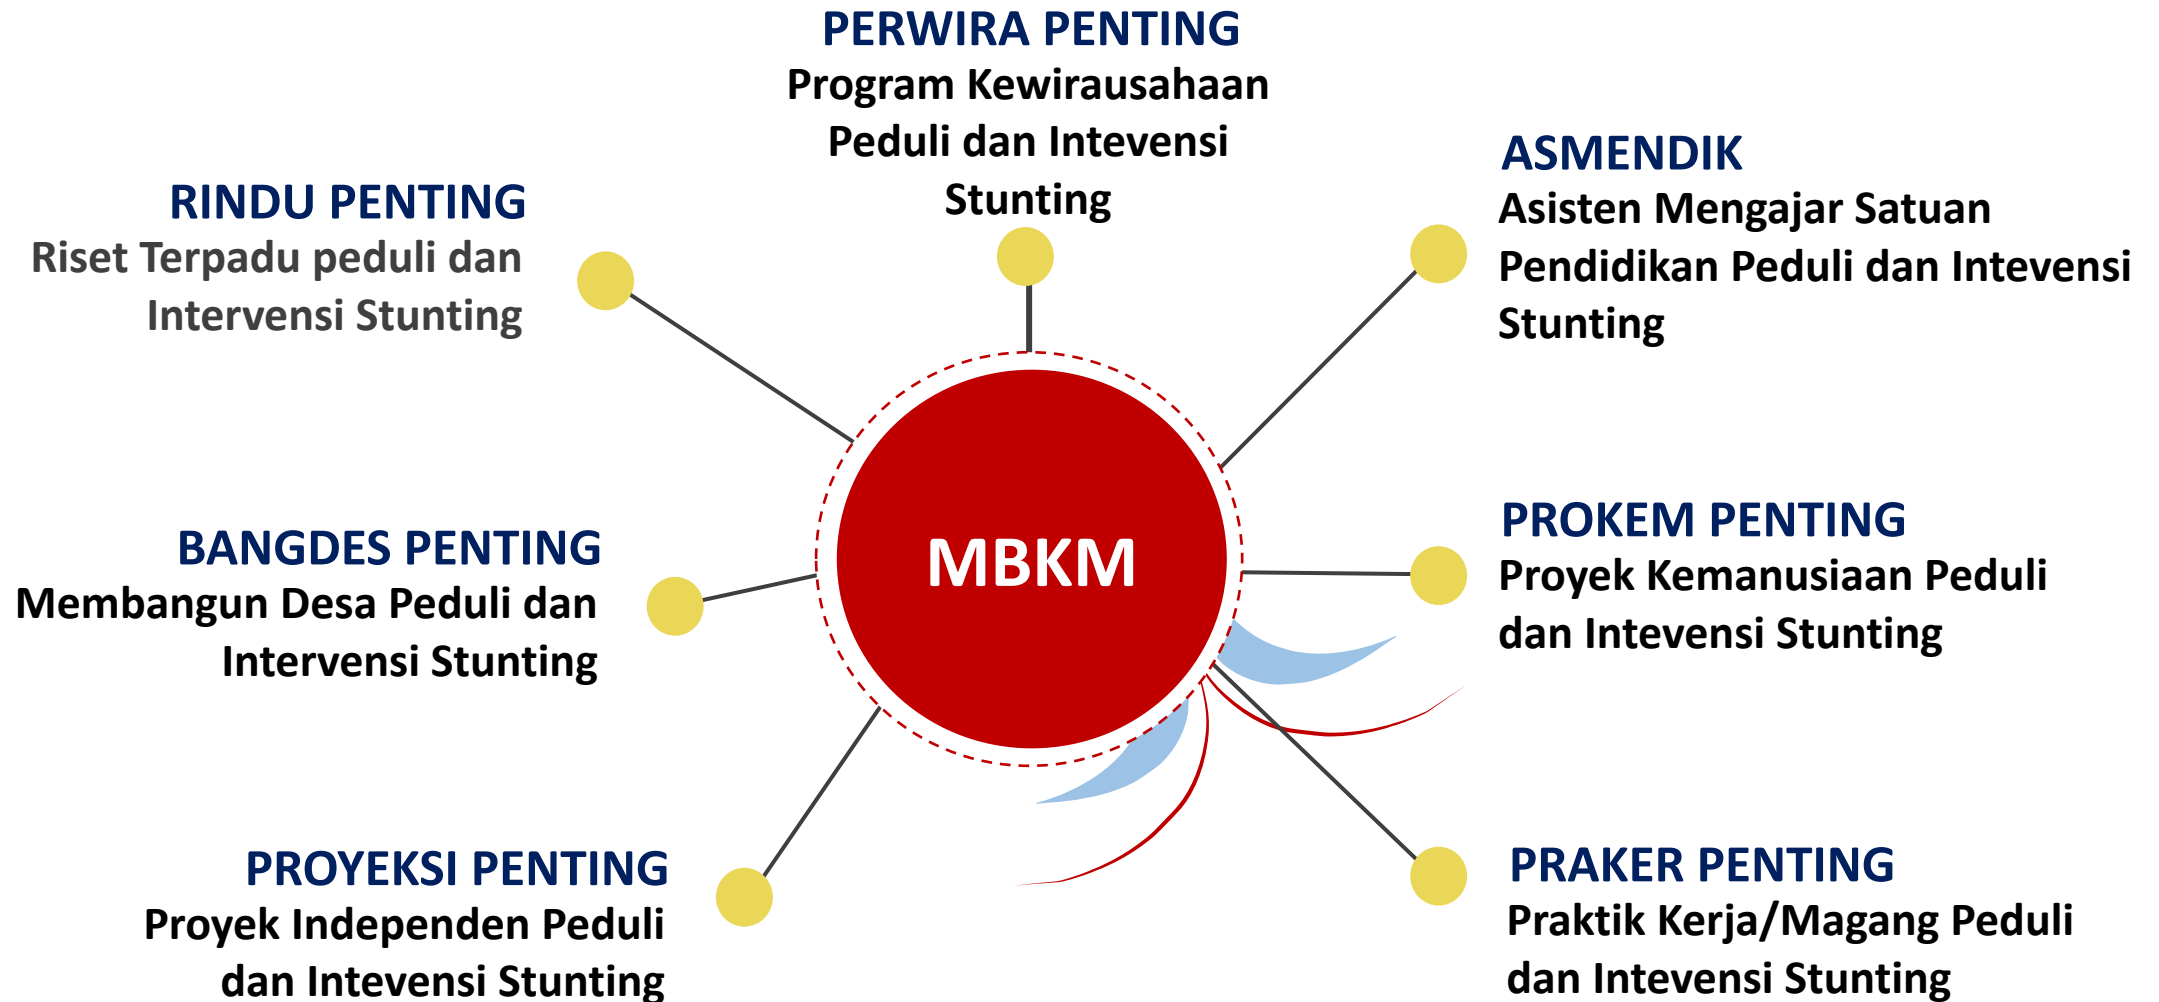 PERWIRA PENTING
Program Kewirausahaan
Peduli dan Intevensi
Stunting
ASMENDIK
Asisten Mengajar Satuan
Pendidikan Peduli dan Intevensi
Stunting
RINDU PENTING
Riset Terpadu peduli dan
Intervensi Stunting
MBKM
PROKEM PENTING
Proyek Kemanusiaan Peduli
dan Intevensi Stunting
BANGDES PENTING
Membangun Desa Peduli dan
Intervensi Stunting
PROYEKSI PENTING
Proyek Independen Peduli
dan Intevensi Stunting
PRAKER PENTING
Praktik Kerja/Magang Peduli
dan Intevensi Stunting